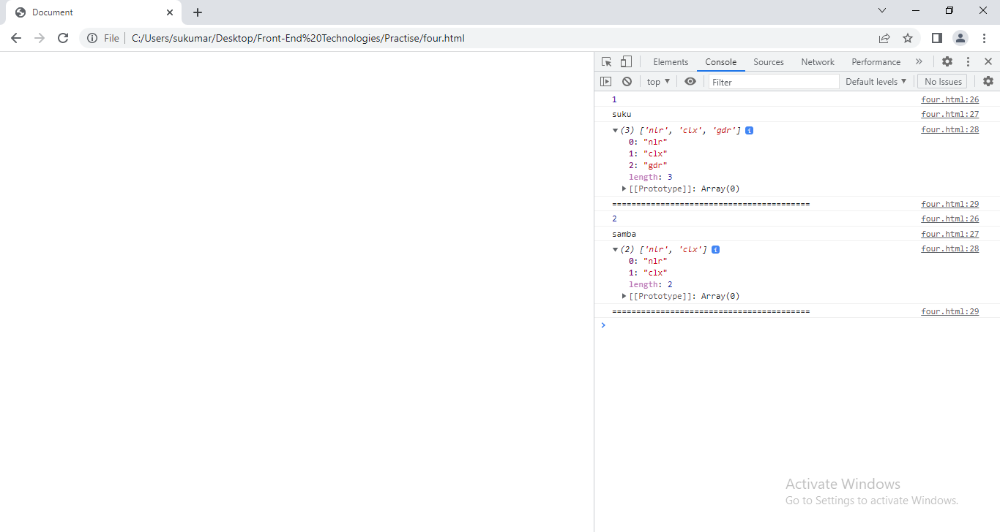 Document
File C:/Users/sukumar/Desktop/Front-End%20Technologies/Practise/four.html
Elements Console Sources Network Performance
top Filter Default levels No Issues
1 four.html:26
suku four.html:27
(3) ['nlr', 'clx', 'gdr'] i four.html:28
0: "nlr"
1: "clx"
2: "gdr"
length: 3
[[Prototype]]: Array(0)
========================================= four.html:29
2 four.html:26
samba four.html:27
(2) ['nlr', 'clx'] i four.html:28
0: "nlr"
1: "clx"
length: 2
[[Prototype]]: Array(0)
========================================= four.html:29
Activate Windows
Go to Settings to activate Windows.